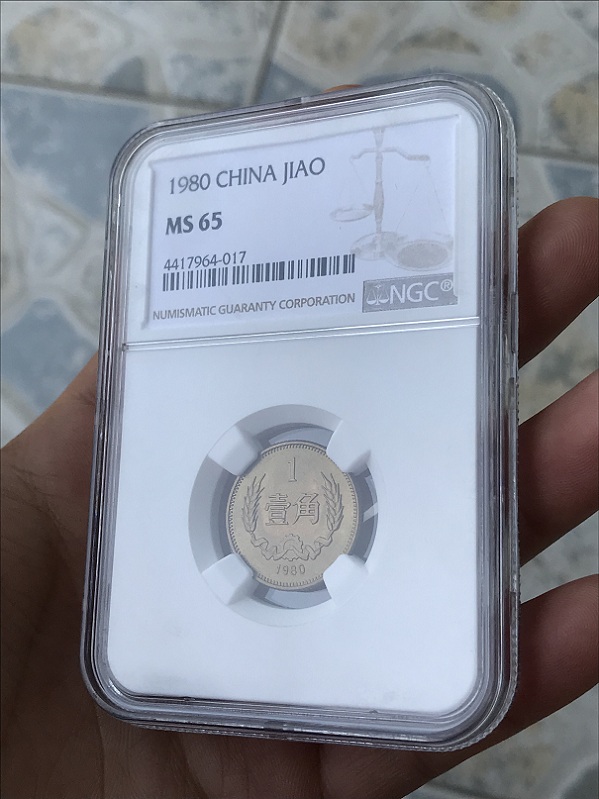 1980 CHINA JIAO
MS 65
4417964-017
NUMISMATIC GUARANTY CORPORATION
NGC®
1
壹角
1980